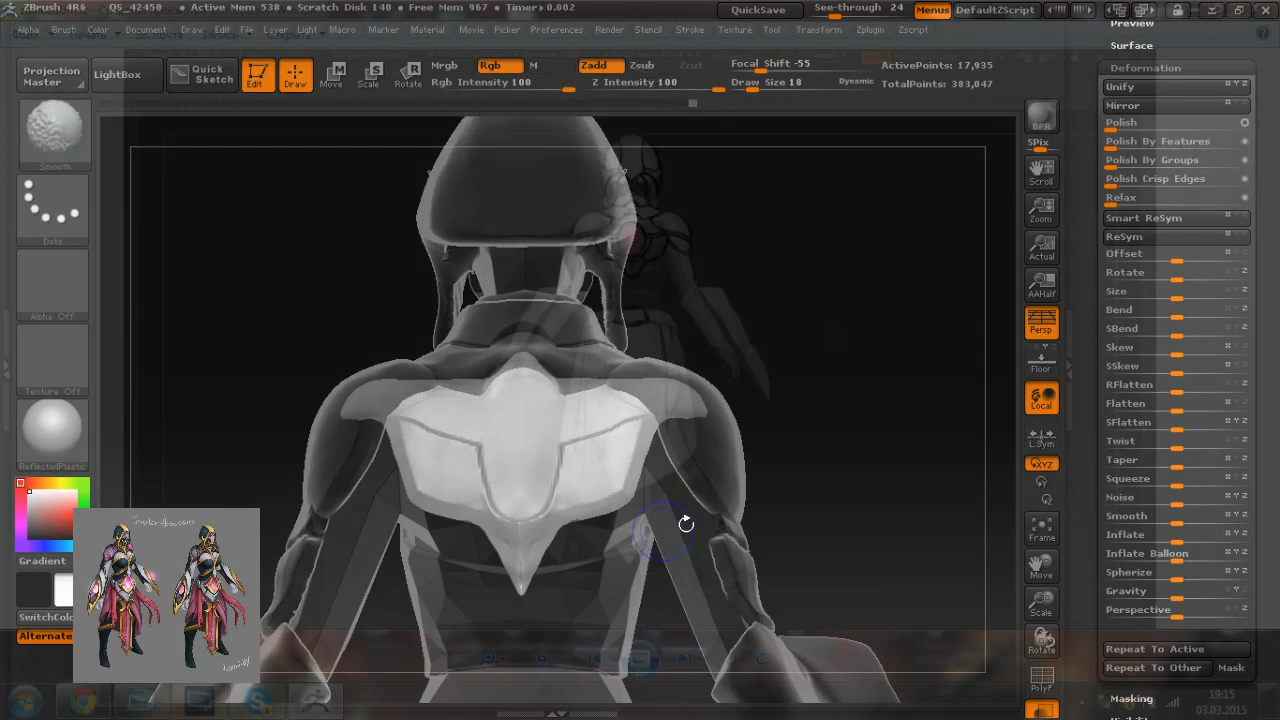 ZBrush 4R6 QS_42450 • Active Mem 538 • Scratch Disk 140 • Free Mem 967 • Timer▸0.002 QuickSave See-through 24 Menus DefaultZScript
Alpha Brush Color Document Draw Edit File Layer Light Macro Marker Material Movie Picker Preferences Render Stencil Stroke Texture Tool Transform Zplugin Zscript
Projection Master LightBox Quick Sketch Edit Draw Move Scale Rotate
Mrgb Rgb M Zadd Zsub Zcut Focal Shift -55 ActivePoints: 17,935
Rgb Intensity 100 Z Intensity 100 Draw Size 18 Dynamic TotalPoints: 383,047
Smooth
Dots
Alpha Off
Texture Off
ReflectedPlastic
Gradient
SwitchColor
Alternate
Templar Assassin
BPR
SPix
Scroll
Zoom
Actual
AAHalf
Persp
Floor
Local
L.Sym
XYZ
Frame
Move
Scale
Rotate
PolyF
Preview
Surface
Deformation
Unify
Mirror
Polish
Polish By Features
Polish By Groups
Polish Crisp Edges
Relax
Smart ReSym
ReSym
Offset
Rotate
Size
Bend
SBend
Skew
SSkew
RFlatten
Flatten
SFlatten
Twist
Taper
Squeeze
Noise
Smooth
Inflate
Inflate Balloon
Spherize
Gravity
Perspective
Repeat To Active
Repeat To Other Mask
Masking
19:15
03.03.2015